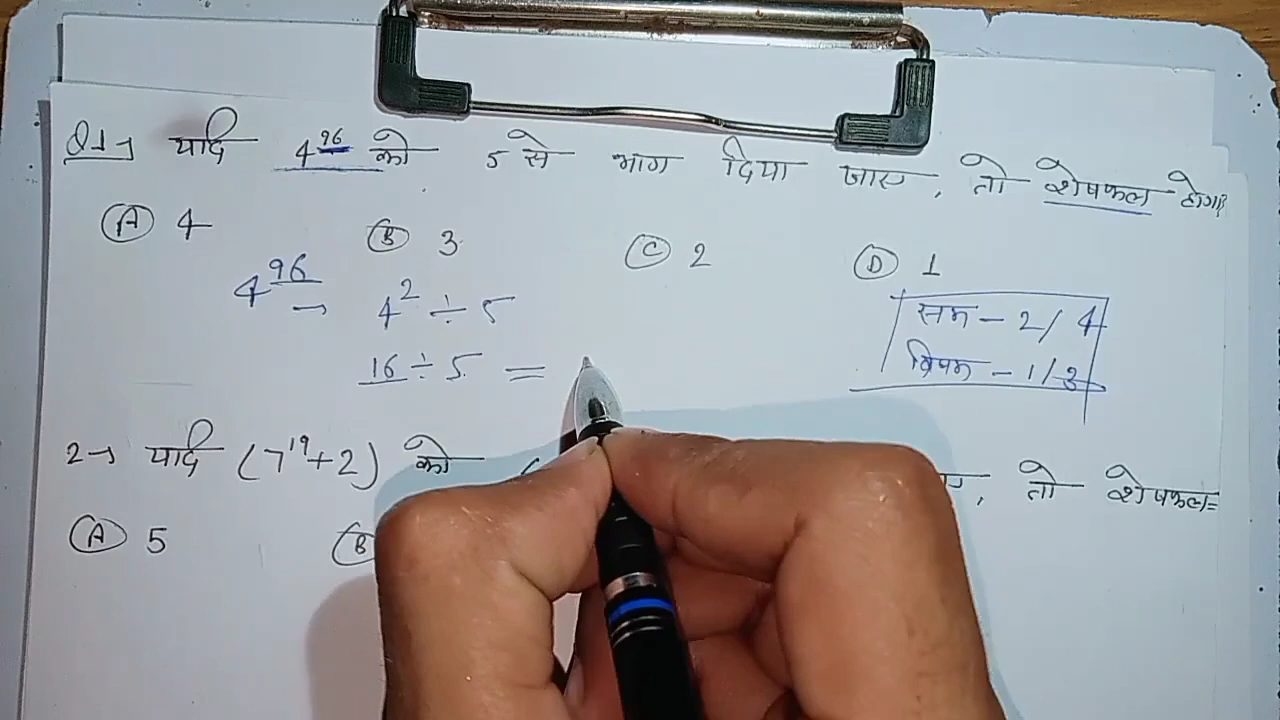 Q1→ यदि 4^96 को 5 से भाग दिया जाए, तो शेषफल होगा
(A) 4 (B) 3 (C) 2 (D) 1
4^96 → 4^2 ÷ 5
सम - 2/4
16 ÷ 5 =
विषम - 1/3
2→ यदि (7^19+2) को , तो शेषफल=
(A) 5 (B)